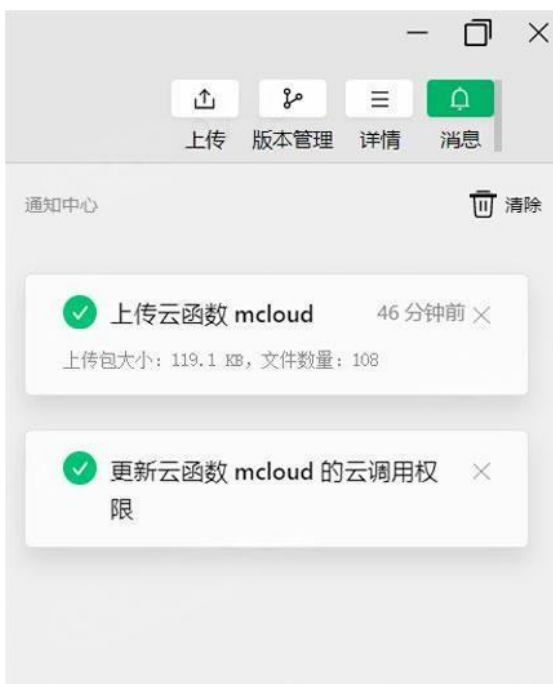 上传 版本管理 详情 消息
通知中心 清除
上传云函数 mcloud 46 分钟前
上传包大小: 119.1 KB, 文件数量: 108
更新云函数 mcloud 的云调用权
限